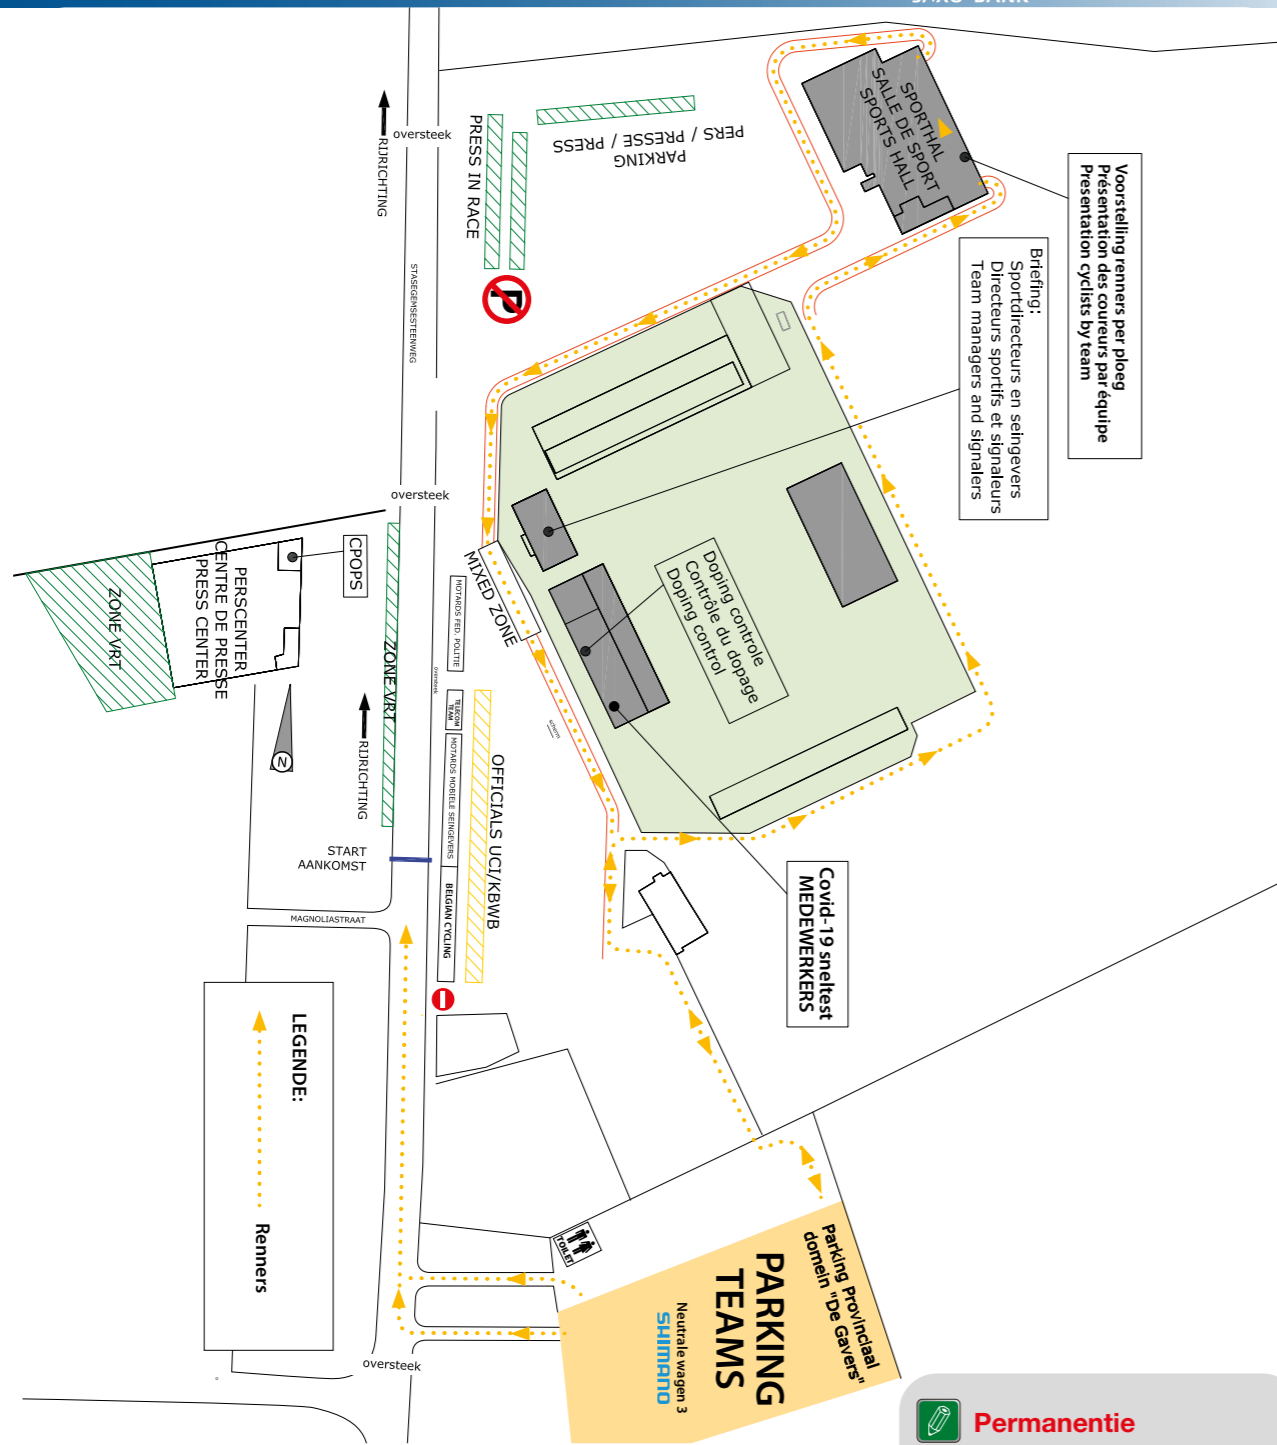 SAXO BANK
oversteek
RIJRICHTING
PRESS IN RACE
PERS / PRESSE / PRESS
PARKING
P
SPORTHAL
SALLE DE SPORT
SPORTS HALL
Voorstelling renners per ploeg
Présentation des coureurs par équipe
Presentation cyclists by team
Briefing:
Sportdirecteurs en seingevers
Directeurs sportifs et signaleurs
Team managers and signalers
STASEGEMSESTEENWEG
oversteek
CPOPS
PERSCENTER
CENTRE DE PRESSE
PRESS CENTER
ZONE VRT
ZONE VRT
MIXED ZONE
MOTARDS FED. POLITIE
Doping controle
Contrôle du dopage
Doping control
oversteek
TELECOM
TEAM
MOTARDS MOBIELE SEINGEVERS
BELGIAN CYCLING
OFFICIALS UCI/KBWB
scherm
N
RIJRICHTING
START
AANKOMST
MAGNOLIASTRAAT
Covid-19 sneltest
MEDEWERKERS
LEGENDE:
Renners
TOILET
Parking Provinciaal
domein "De Gavers"
PARKING
TEAMS
Neutrale wagen 3
SHIMANO
oversteek
Permanentie